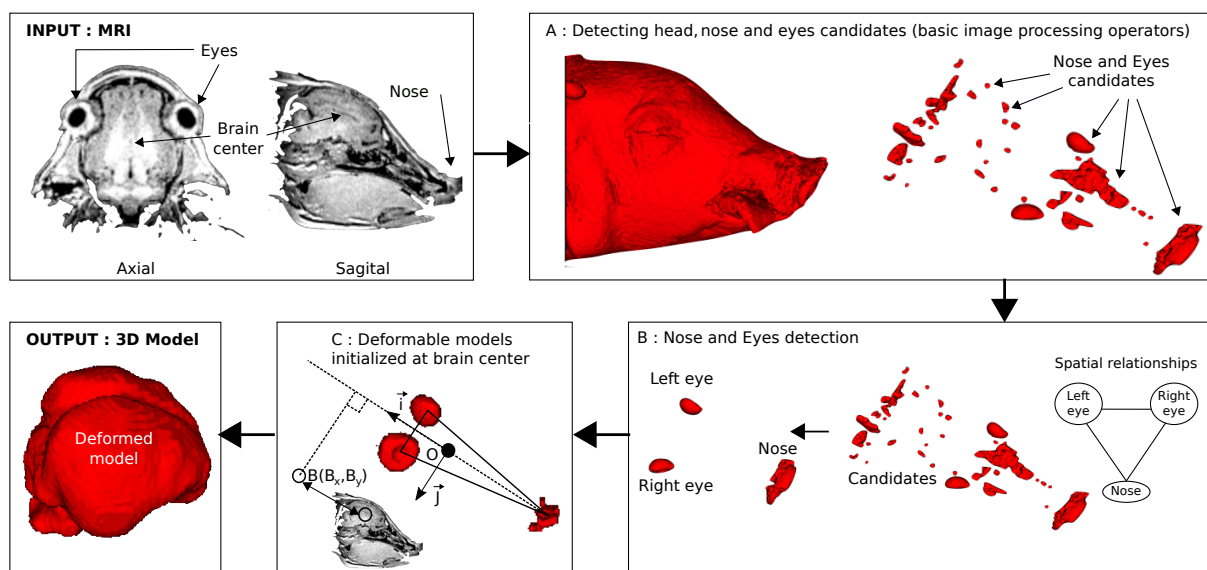 INPUT : MRI
Eyes
Nose
Brain
center
Axial
Sagital
A : Detecting head, nose and eyes candidates (basic image processing operators)
Nose and Eyes
candidates
OUTPUT : 3D Model
Deformed
model
C : Deformable models
initialized at brain center
i
O
B(Bx,By)
J
B : Nose and Eyes detection
Left eye
Right eye
Nose
Candidates
Spatial relationships
Left
eye
Right
eye
Nose